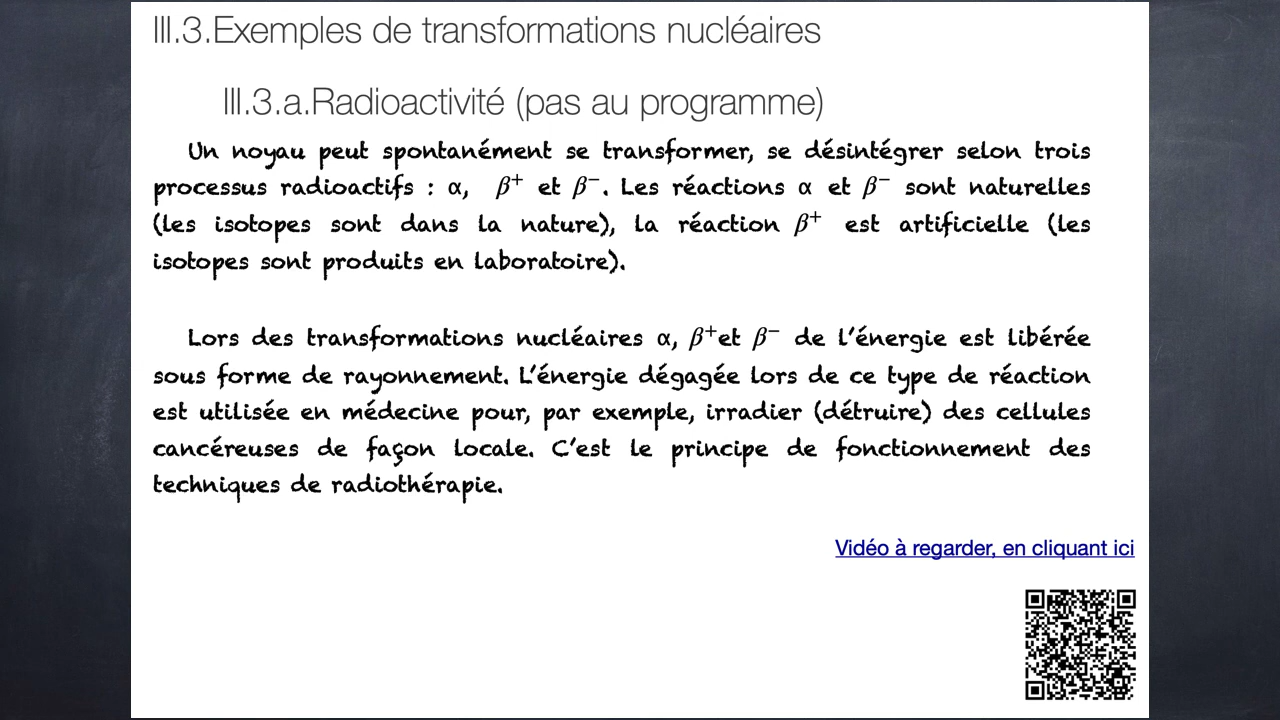 III.3.Exemples de transformations nucléaires
III.3.a.Radioactivité (pas au programme)
Un noyau peut spontanément se transformer, se désintégrer selon trois
processus radioactifs : α, β⁺ et β⁻. Les réactions α et β⁻ sont naturelles
(les isotopes sont dans la nature), la réaction β⁺ est artificielle (les
isotopes sont produits en laboratoire).
Lors des transformations nucléaires α, β⁺et β⁻ de l'énergie est libérée
sous forme de rayonnement. L'énergie dégagée lors de ce type de réaction
est utilisée en médecine pour, par exemple, irradier (détruire) des cellules
cancéreuses de façon locale. C'est le principe de fonctionnement des
techniques de radiothérapie.
Vidéo à regarder, en cliquant ici